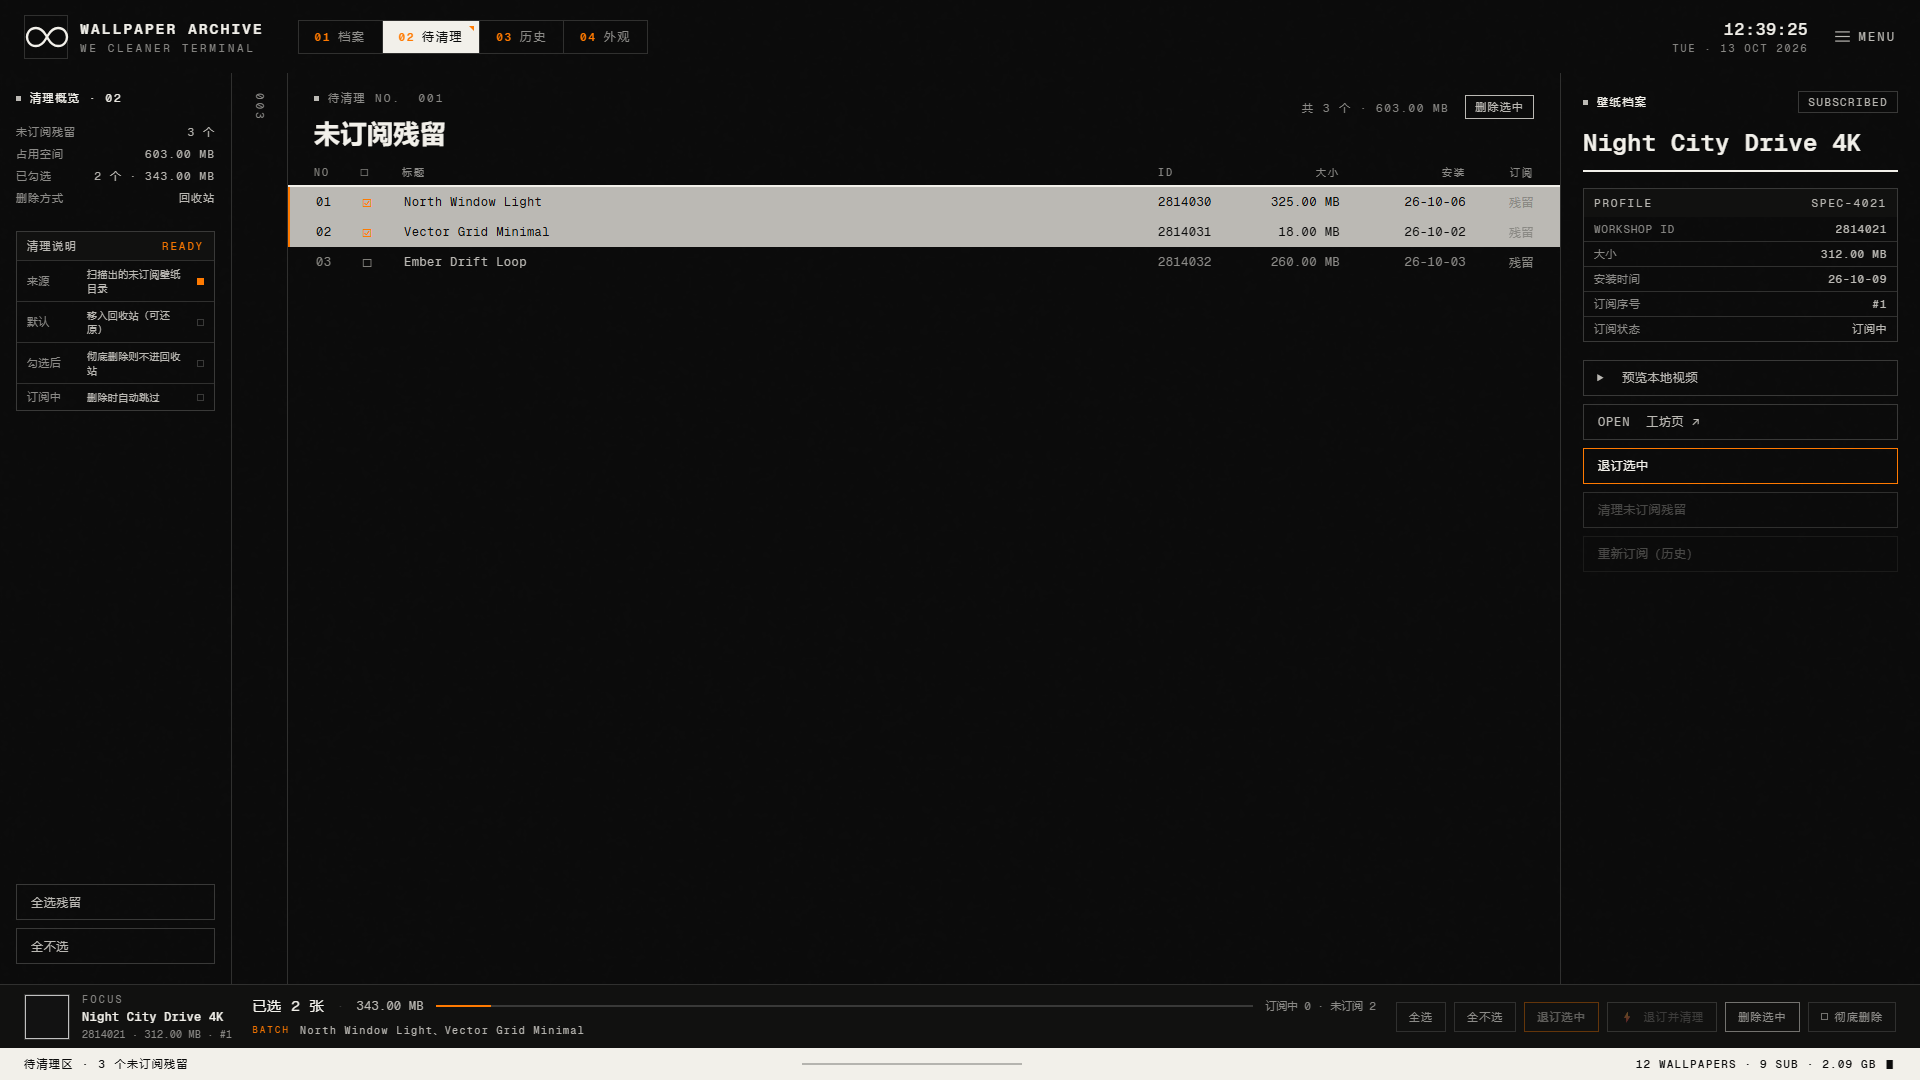 WALLPAPER ARCHIVE
WE CLEANER TERMINAL
01 档案
02 待清理
03 历史
04 外观
12:39:25
TUE · 13 OCT 2026
MENU
清理概览 · 02
未订阅残留 3 个
占用空间 603.00 MB
已勾选 2 个 · 343.00 MB
删除方式 回收站
清理说明 READY
来源 扫描出的未订阅壁纸
目录
默认 移入回收站（可还
原）
勾选后 彻底删除则不进回收
站
订阅中 删除时自动跳过
全选残留
全不选
003
待清理 NO. 001
未订阅残留
共 3 个 · 603.00 MB
删除选中
NO 标题 ID 大小 安装 订阅
01 North Window Light 2814030 325.00 MB 26-10-06 残留
02 Vector Grid Minimal 2814031 18.00 MB 26-10-02 残留
03 Ember Drift Loop 2814032 260.00 MB 26-10-03 残留
壁纸档案 SUBSCRIBED
Night City Drive 4K
PROFILE SPEC-4021
WORKSHOP ID 2814021
大小 312.00 MB
安装时间 26-10-09
订阅序号 #1
订阅状态 订阅中
预览本地视频
OPEN 工坊页 ↗
退订选中
清理未订阅残留
重新订阅（历史）
FOCUS
Night City Drive 4K
2814021 · 312.00 MB · #1
已选 2 张 · 343.00 MB
订阅中 0 · 未订阅 2
BATCH North Window Light、Vector Grid Minimal
全选
全不选
退订选中
退订并清理
删除选中
彻底删除
待清理区 · 3 个未订阅残留
12 WALLPAPERS · 9 SUB · 2.09 GB